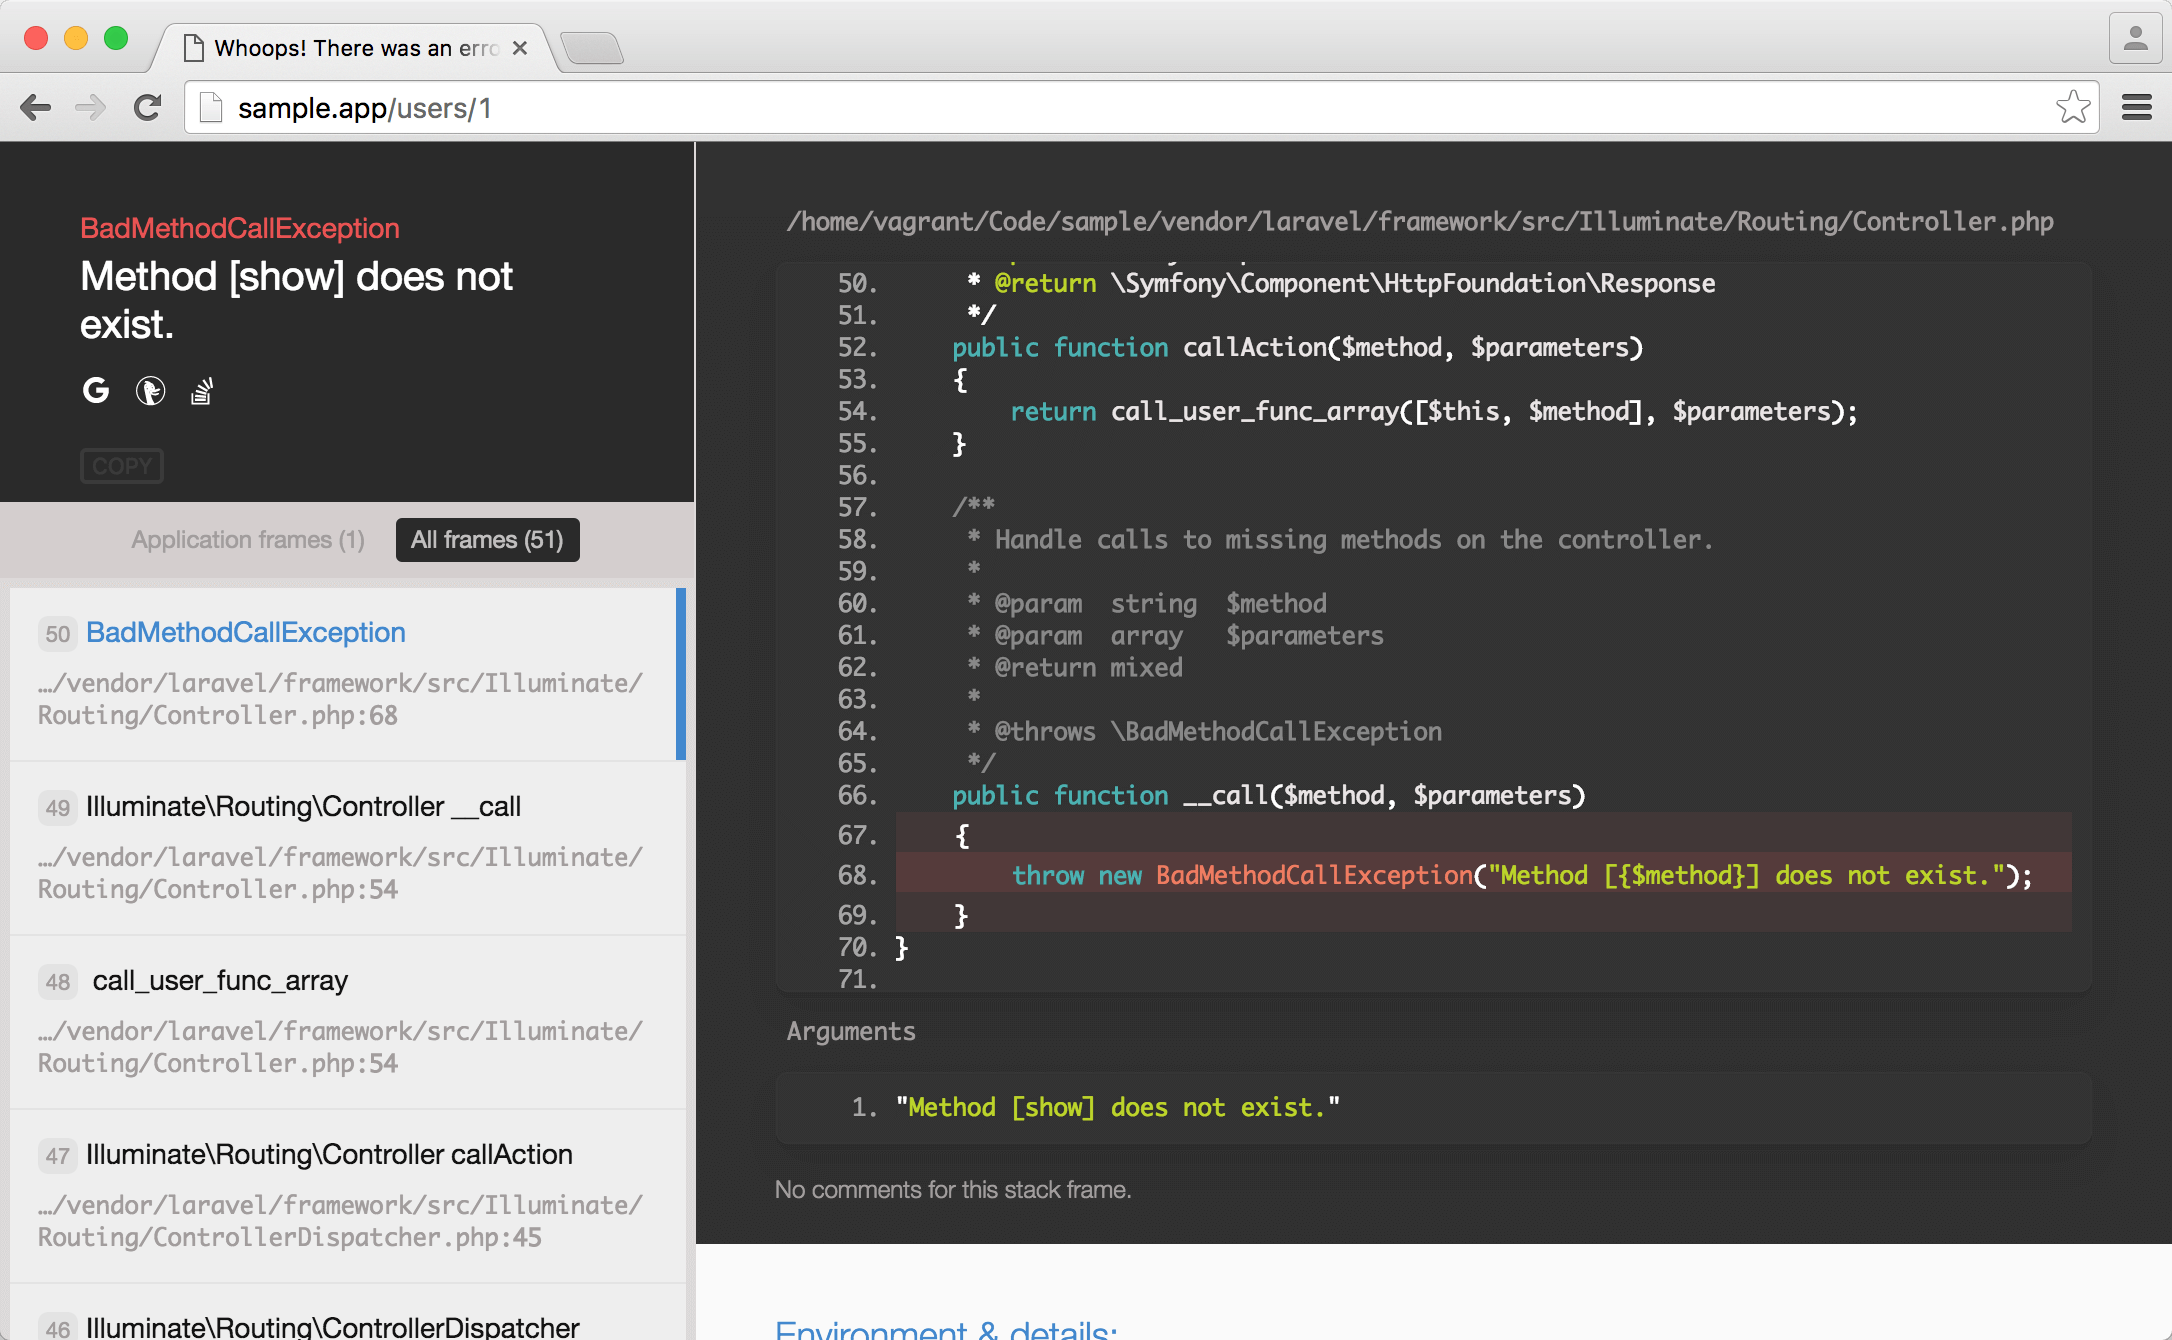 Whoops! There was an erro
sample.app/users/1
BadMethodCallException
Method [show] does not
exist.
COPY
Application frames (1)
All frames (51)
50 BadMethodCallException
…/vendor/laravel/framework/src/Illuminate/
Routing/Controller.php:68
49 Illuminate\Routing\Controller __call
…/vendor/laravel/framework/src/Illuminate/
Routing/Controller.php:54
48 call_user_func_array
…/vendor/laravel/framework/src/Illuminate/
Routing/Controller.php:54
47 Illuminate\Routing\Controller callAction
…/vendor/laravel/framework/src/Illuminate/
Routing/ControllerDispatcher.php:45
46 Illuminate\Routing\ControllerDispatcher
/home/vagrant/Code/sample/vendor/laravel/framework/src/Illuminate/Routing/Controller.php
50.      * @return \Symfony\Component\HttpFoundation\Response
51.      */
52.     public function callAction($method, $parameters)
53.     {
54.         return call_user_func_array([$this, $method], $parameters);
55.     }
56.
57.     /**
58.      * Handle calls to missing methods on the controller.
59.      *
60.      * @param  string  $method
61.      * @param  array   $parameters
62.      * @return mixed
63.      *
64.      * @throws \BadMethodCallException
65.      */
66.     public function __call($method, $parameters)
67.     {
68.         throw new BadMethodCallException("Method [{$method}] does not exist.");
69.     }
70. }
71.
Arguments
1. "Method [show] does not exist."
No comments for this stack frame.
Environment & details: